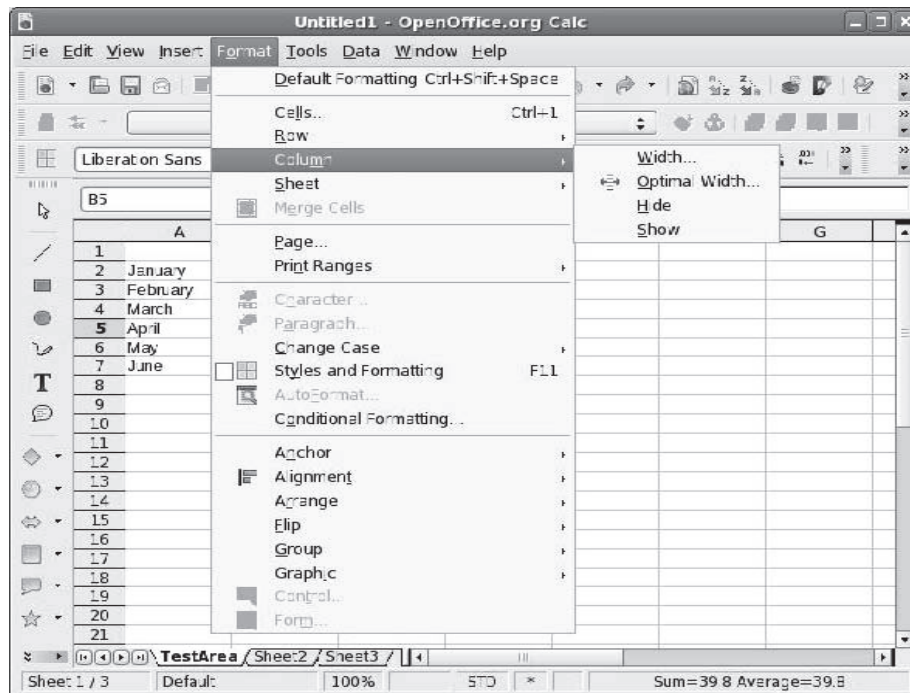 Untitled1 - OpenOffice.org Calc
File Edit View Insert Format Tools Data Window Help
Default Formatting Ctrl+Shift+Space
Cells... Ctrl+1
Row
Liberation Sans
Column
Width...
Optimal Width...
Hide
Show
Sheet
B5
Merge Cells
A G
Page...
Print Ranges
Character...
Paragraph...
Change Case
Styles and Formatting F11
AutoFormat...
Conditional Formatting...
Anchor
Alignment
Arrange
Flip
Group
Graphic
Control...
Form...
1
2 January
3 February
4 March
5 April
6 May
7 June
8
9
10
11
12
13
14
15
16
17
18
19
20
21
TestArea Sheet2 Sheet3
Sheet 1 / 3 Default 100% STD * Sum=39.8 Average=39.8